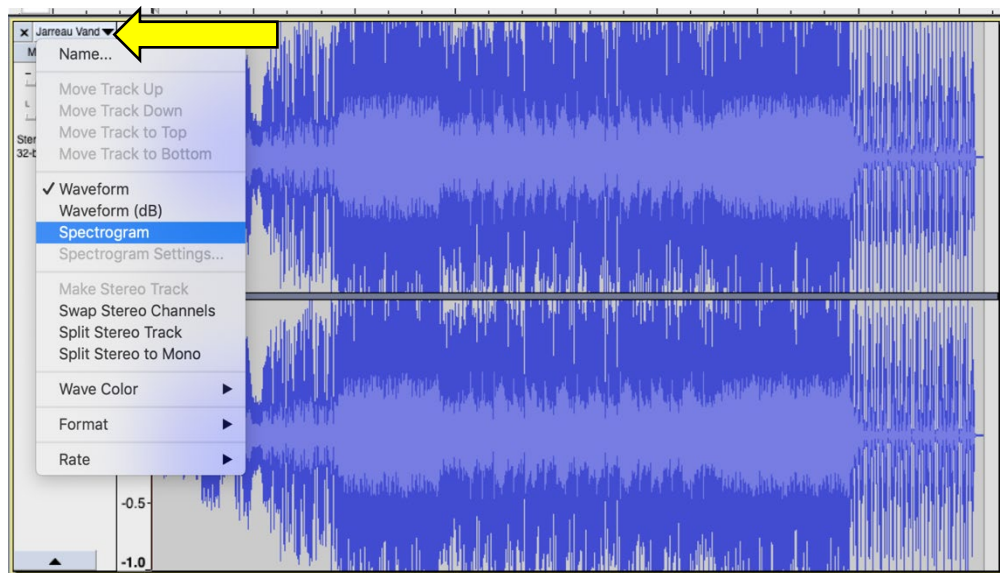 × Jarreau Vand ▼
M
Name...
-
Move Track Up
L
Move Track Down
Move Track to Top
Ster
Move Track to Bottom
32-b
✓ Waveform
Waveform (dB)
Spectrogram
Spectrogram Settings...
Make Stereo Track
Swap Stereo Channels
Split Stereo Track
Split Stereo to Mono
Wave Color ▶
Format ▶
Rate ▶
-0.5
-1.0